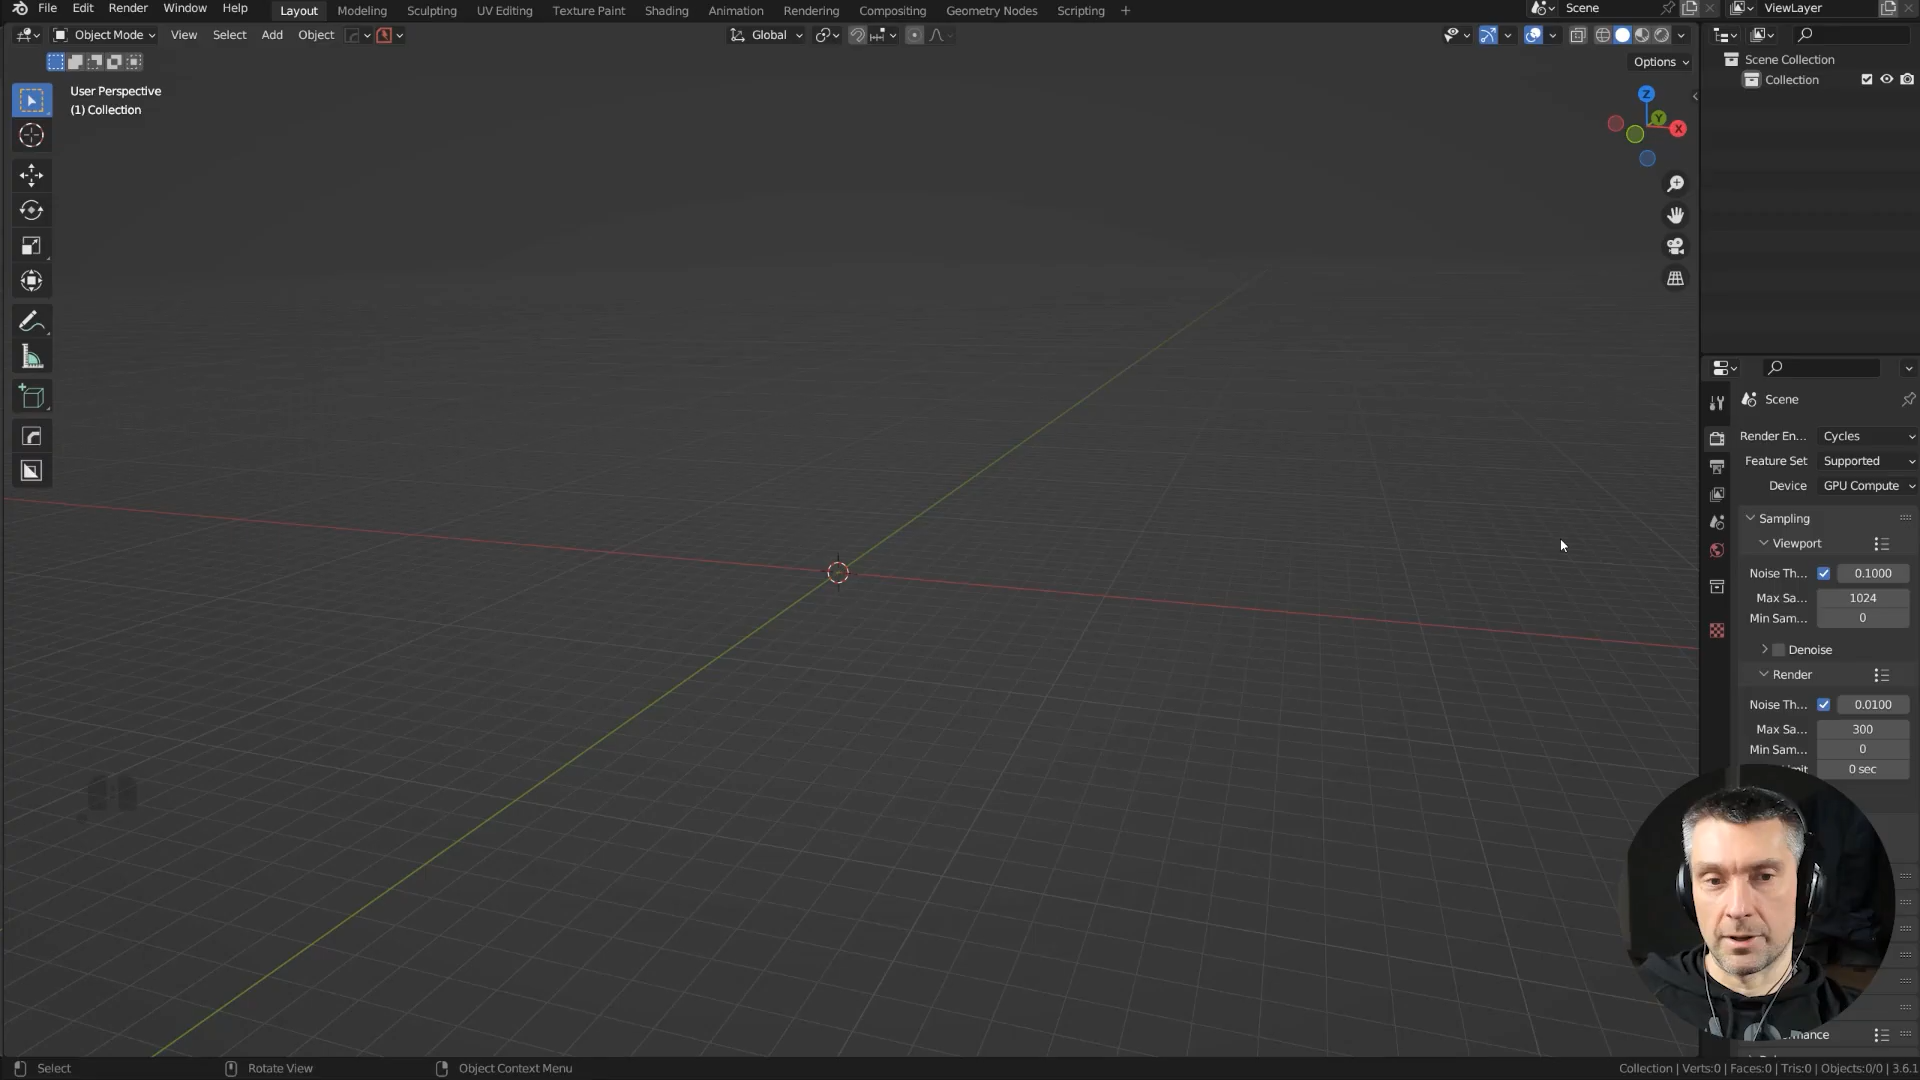 File Edit Render Window Help Layout Modeling Sculpting UV Editing Texture Paint Shading Animation Rendering Compositing Geometry Nodes Scripting + Scene ViewLayer
Object Mode View Select Add Object Global
Options
User Perspective
(1) Collection
Z
Y
X
Scene Collection
Collection
Scene
Render En... Cycles
Feature Set Supported
Device GPU Compute
Sampling
Viewport
Noise Th... 0.1000
Max Sa... 1024
Min Sam... 0
Denoise
Render
Noise Th... 0.0100
Max Sa... 300
Min Sam... 0
0 sec
Select Rotate View Object Context Menu Collection | Verts:0 | Faces:0 | Tris:0 | Objects:0/0 | 3.6.1